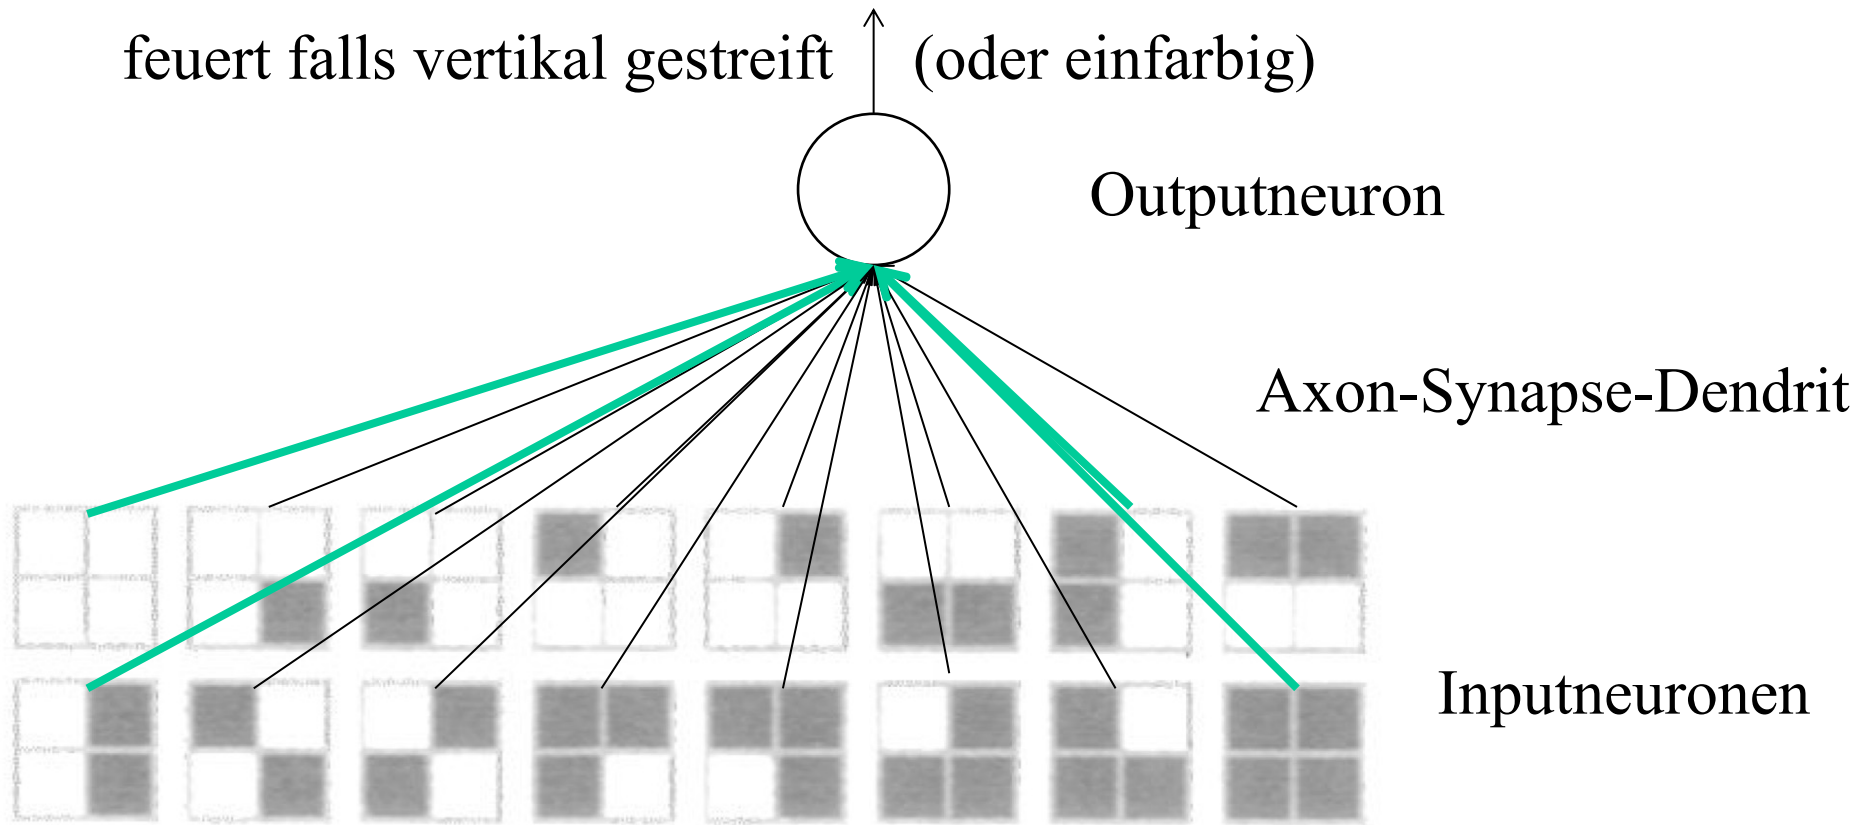 feuert falls vertikal gestreift (oder einfarbig)
Outputneuron
Axon-Synapse-Dendrit
Inputneuronen